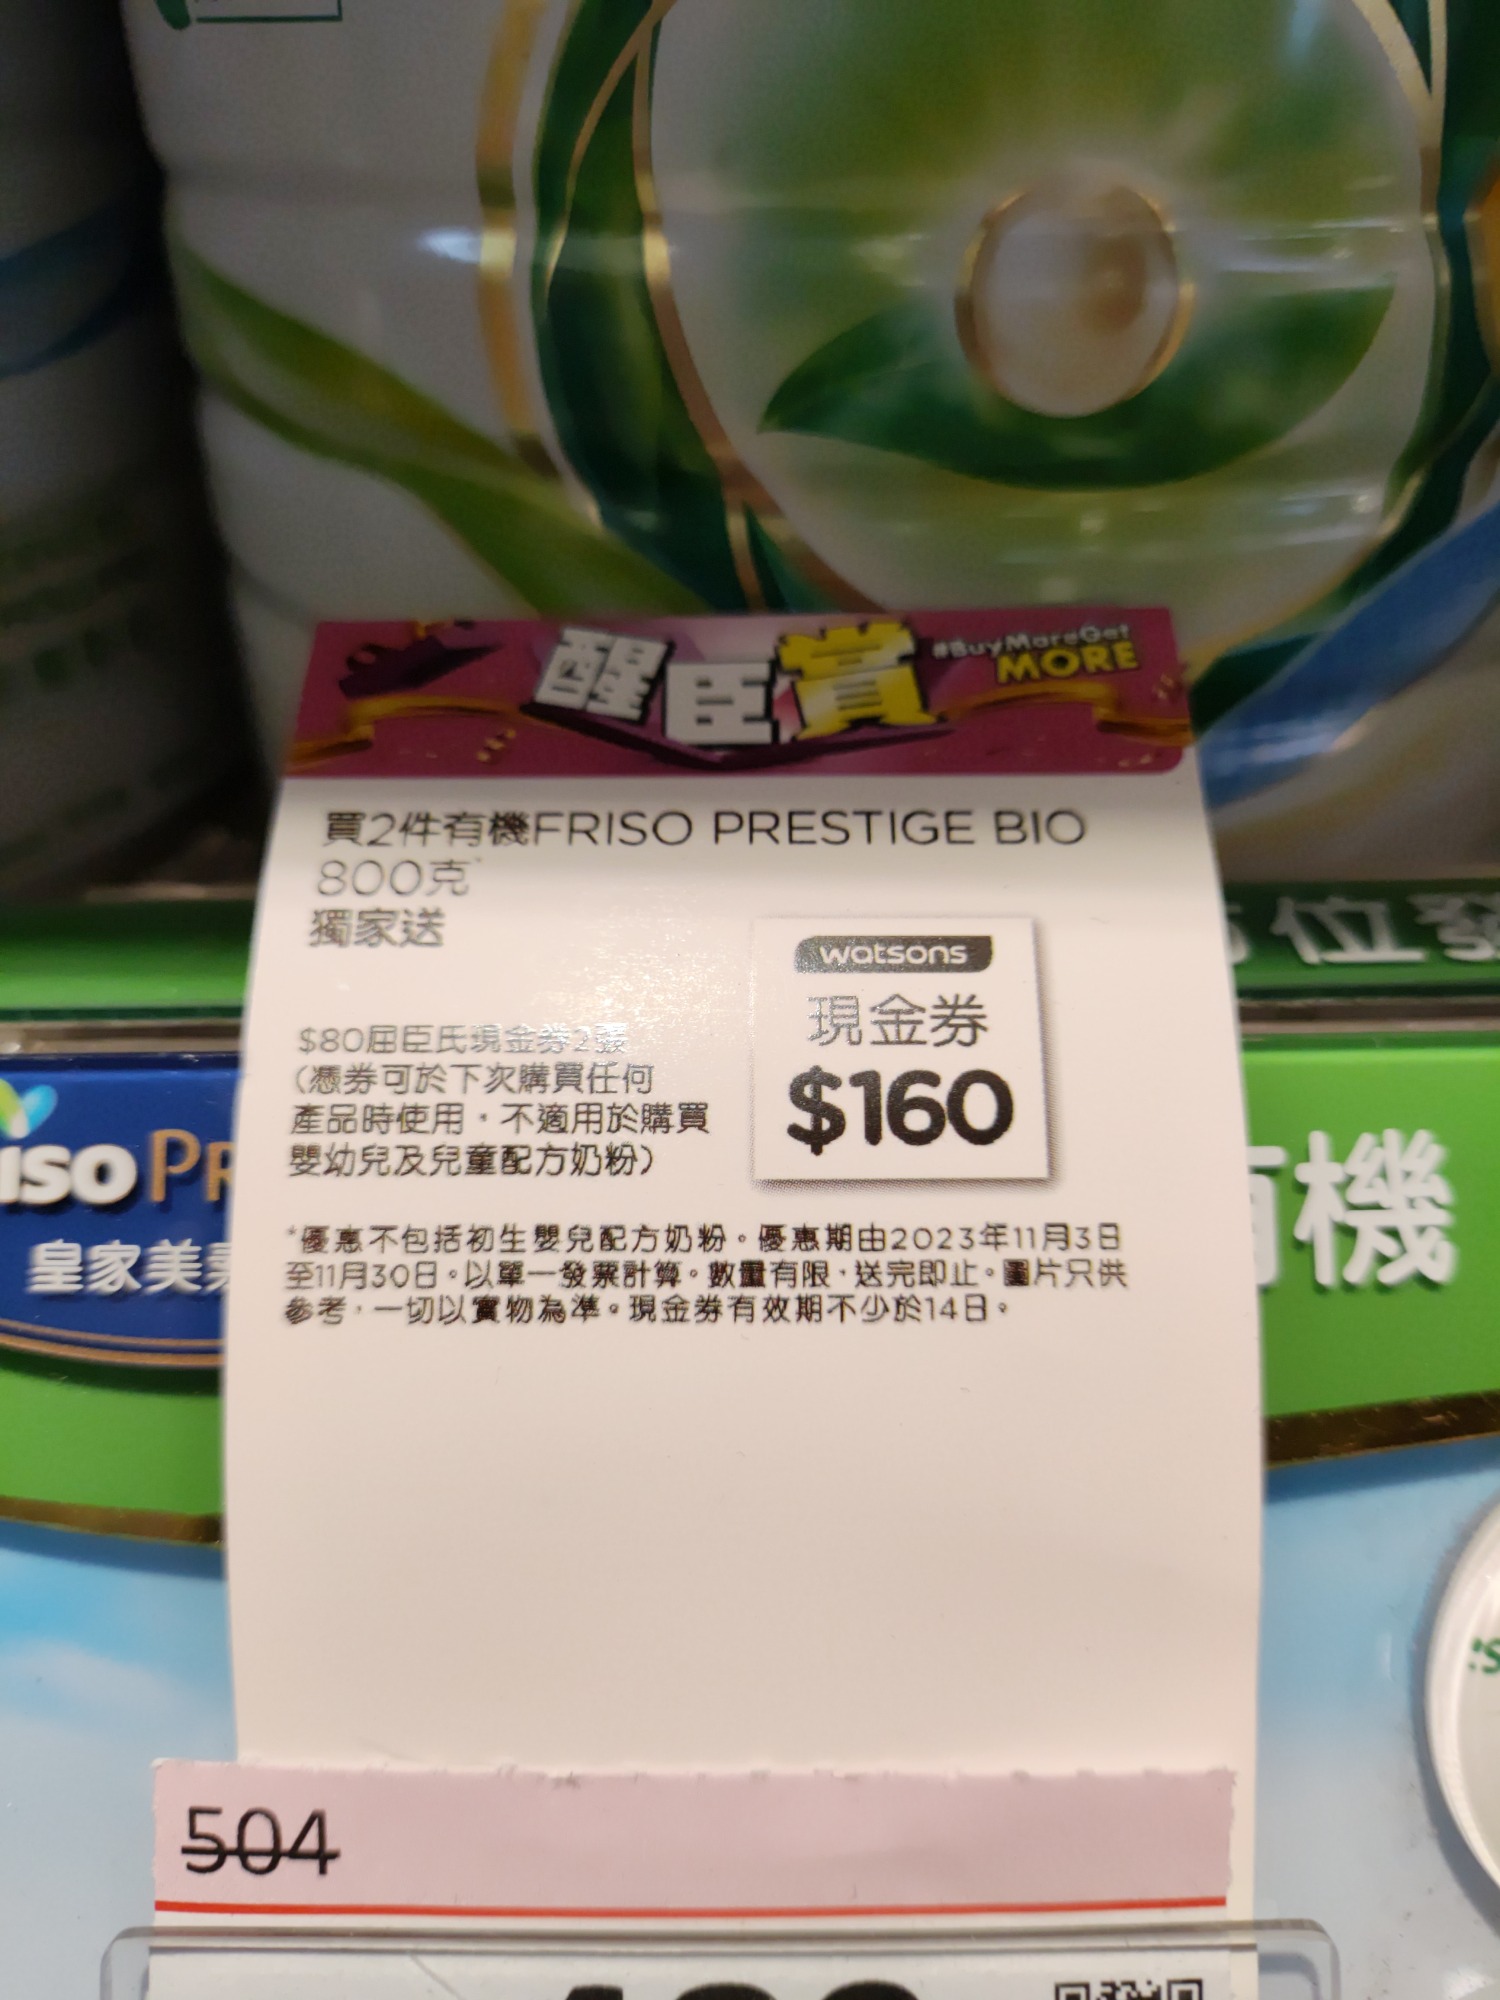 醒臣賞
#BuyMoreGet
MORE
買2件有機FRISO PRESTIGE BIO
800克*
獨家送
watsons
現金券
$160
$80屈臣氏現金券2張
(憑券可於下次購買任何
產品時使用，不適用於購買
嬰幼兒及兒童配方奶粉)
*優惠不包括初生嬰兒配方奶粉。優惠期由2023年11月3日
至11月30日。以單一發票計算。數量有限，送完即止。圖片只供
參考，一切以實物為準。現金券有效期不少於14日。
位發
ISO PR
皇家美素
有機
504